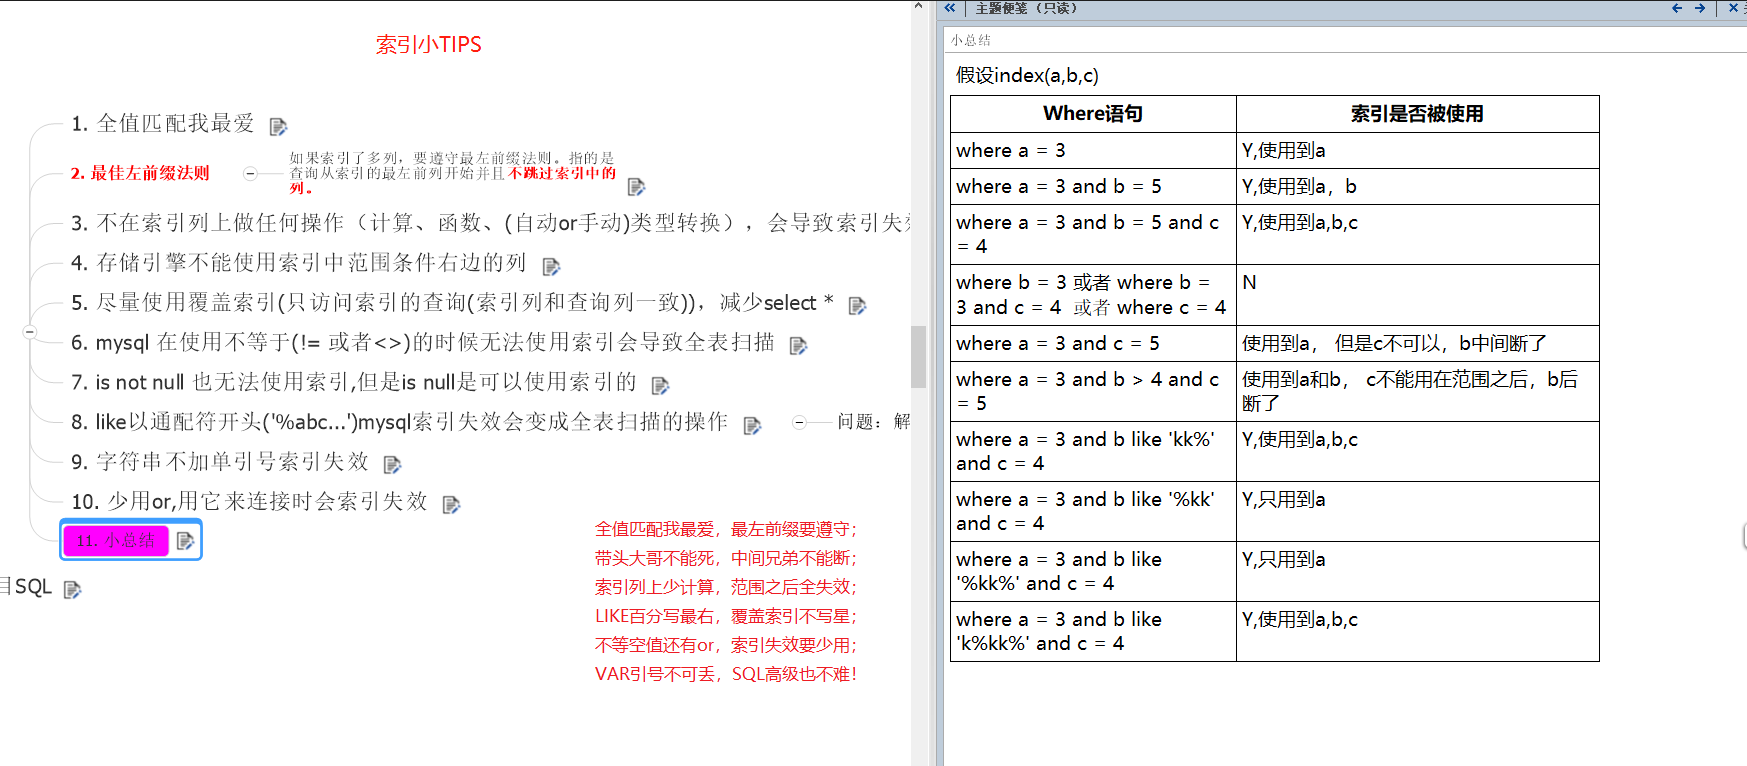 索引小TIPS
1. 全值匹配我最爱
2. 最佳左前缀法则
如果索引了多列，要遵守最左前缀法则。指的是
查询从索引的最左前列开始并且不跳过索引中的
列。
3. 不在索引列上做任何操作（计算、函数、(自动or手动)类型转换），会导致索引失
4. 存储引擎不能使用索引中范围条件右边的列
5. 尽量使用覆盖索引(只访问索引的查询(索引列和查询列一致))，减少select *
6. mysql 在使用不等于(!= 或者<>)的时候无法使用索引会导致全表扫描
7. is not null 也无法使用索引,但是is null是可以使用索引的
8. like以通配符开头('%abc...')mysql索引失效会变成全表扫描的操作
问题：解
9. 字符串不加单引号索引失效
10. 少用or,用它来连接时会索引失效
11. 小总结
目SQL
全值匹配我最爱，最左前缀要遵守；
带头大哥不能死，中间兄弟不能断；
索引列上少计算，范围之后全失效；
LIKE百分写最右，覆盖索引不写星；
不等空值还有or，索引失效要少用；
VAR引号不可丢，SQL高级也不难！
主题便笺（只读）
小总结
假设index(a,b,c)
Where语句 索引是否被使用
where a = 3 Y,使用到a
where a = 3 and b = 5 Y,使用到a，b
where a = 3 and b = 5 and c Y,使用到a,b,c
= 4
where b = 3 或者 where b = N
3 and c = 4 或者 where c = 4
where a = 3 and c = 5 使用到a， 但是c不可以，b中间断了
where a = 3 and b > 4 and c 使用到a和b， c不能用在范围之后，b后
= 5 断了
where a = 3 and b like 'kk%' Y,使用到a,b,c
and c = 4
where a = 3 and b like '%kk' Y,只用到a
and c = 4
where a = 3 and b like Y,只用到a
'%kk%' and c = 4
where a = 3 and b like Y,使用到a,b,c
'k%kk%' and c = 4